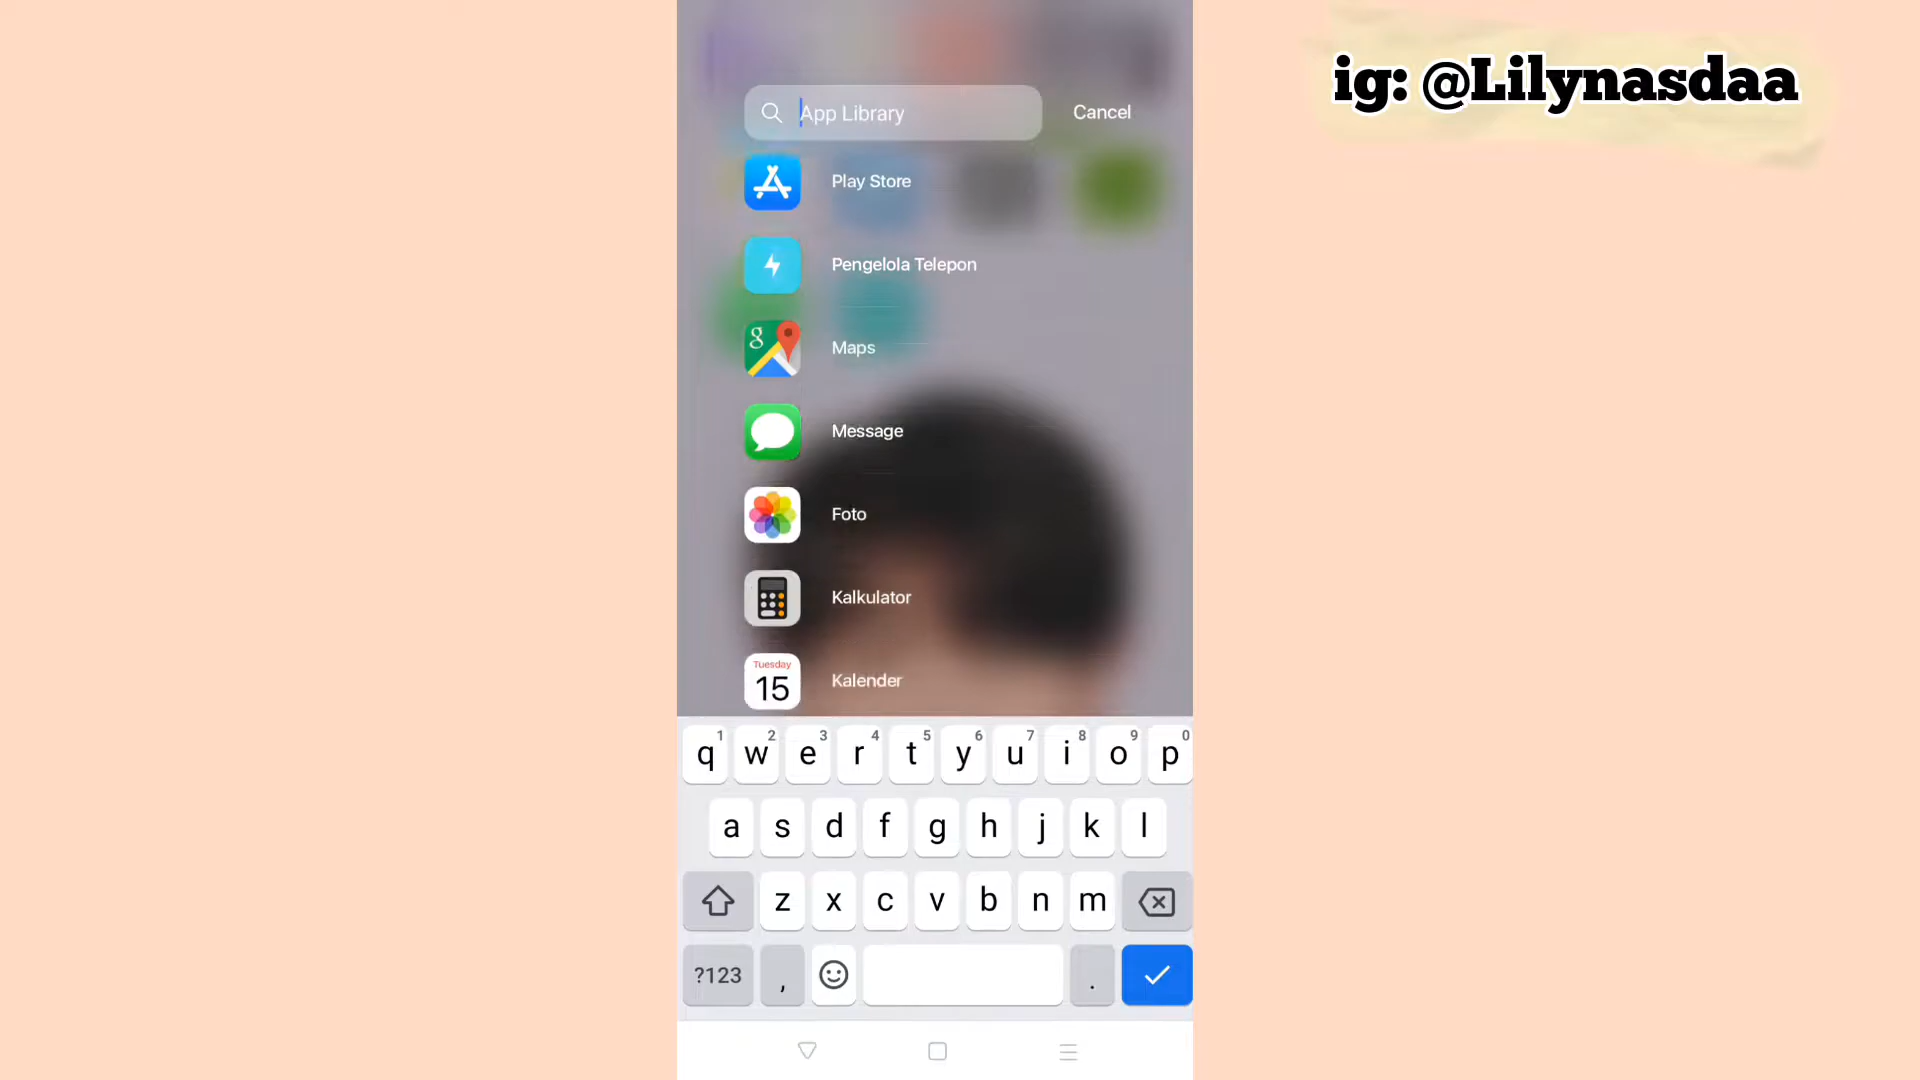 ig: @Lilynasdaa
App Library
Cancel
Play Store
Pengelola Telepon
g
Maps
Message
Foto
Kalkulator
Tuesday
15
Kalender
1 2 3 4 5 6 7 8 9 0
q w e r t y u i o p
a s d f g h j k l
z x c v b n m
?123 , .